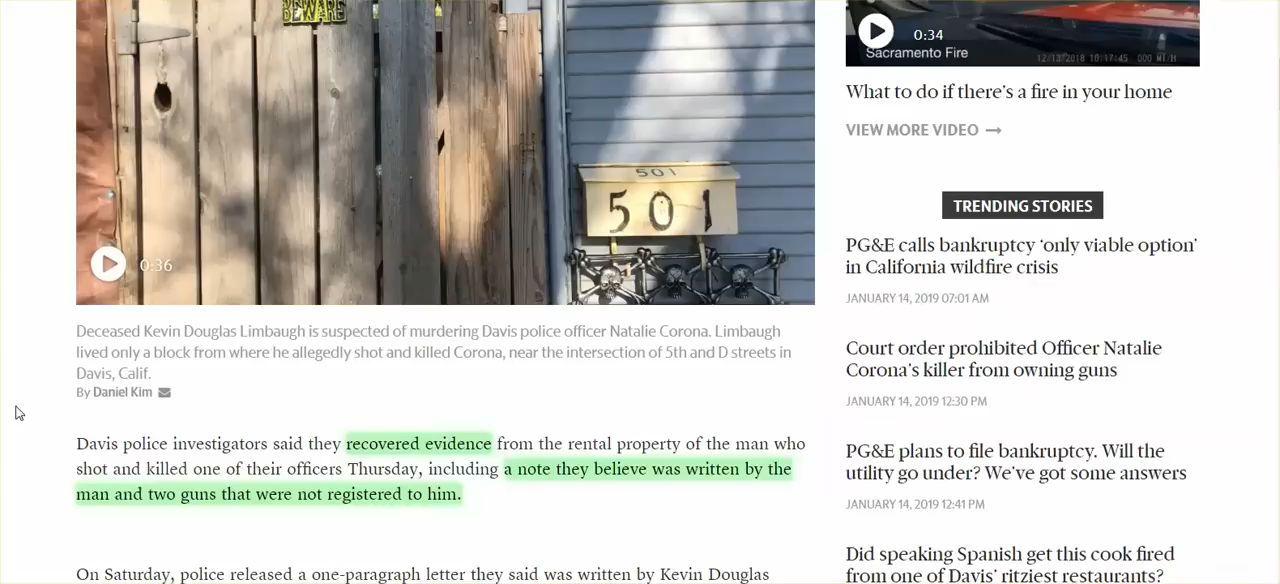 BEWARE
501
501
0:36
Deceased Kevin Douglas Limbaugh is suspected of murdering Davis police officer Natalie Corona. Limbaugh
lived only a block from where he allegedly shot and killed Corona, near the intersection of 5th and D streets in
Davis, Calif.
By Daniel Kim
Davis police investigators said they recovered evidence from the rental property of the man who
shot and killed one of their officers Thursday, including a note they believe was written by the
man and two guns that were not registered to him.
On Saturday, police released a one-paragraph letter they said was written by Kevin Douglas
0:34
Sacramento Fire
12/13/2018 10:17:45 000 MI/H
What to do if there's a fire in your home
VIEW MORE VIDEO →
TRENDING STORIES
PG&E calls bankruptcy ‘only viable option’
in California wildfire crisis
JANUARY 14, 2019 07:01 AM
Court order prohibited Officer Natalie
Corona's killer from owning guns
JANUARY 14, 2019 12:30 PM
PG&E plans to file bankruptcy. Will the
utility go under? We've got some answers
JANUARY 14, 2019 12:41 PM
Did speaking Spanish get this cook fired
from one of Davis' ritziest restaurants?